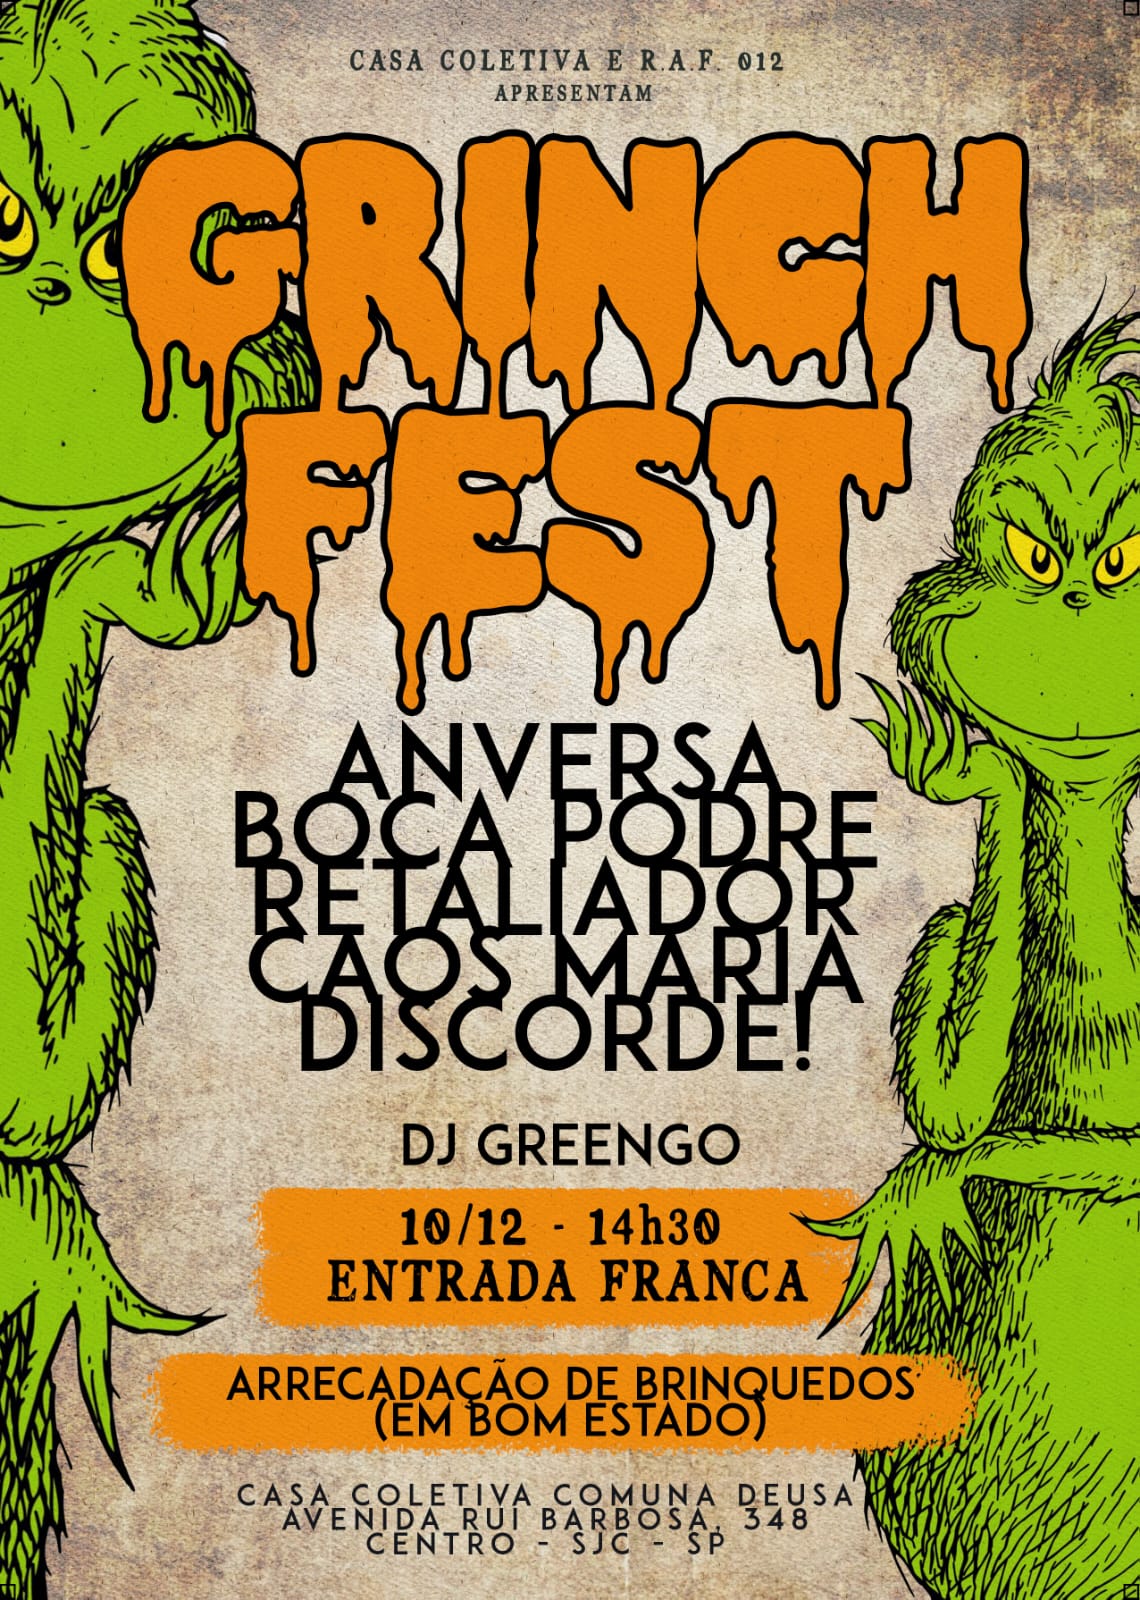 CASA COLETIVA E R.A.F. 012
APRESENTAM
GRINCH
FEST
ANVERSA
BOCA PODRE
RETALIADOR
CAOS MARIA
DISCORDE!
DJ GREENGO
10/12 - 14h30
ENTRADA FRANCA
ARRECADAÇÃO DE BRINQUEDOS
(EM BOM ESTADO)
CASA COLETIVA COMUNA DEUSA
AVENIDA RUI BARBOSA, 348
CENTRO - SJC - SP